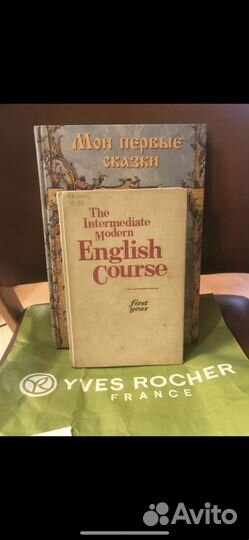 Мои первые
сказки
The
Intermediate
Modern
English
Course
first
year
YVES ROCHER
FRANCE
Avito